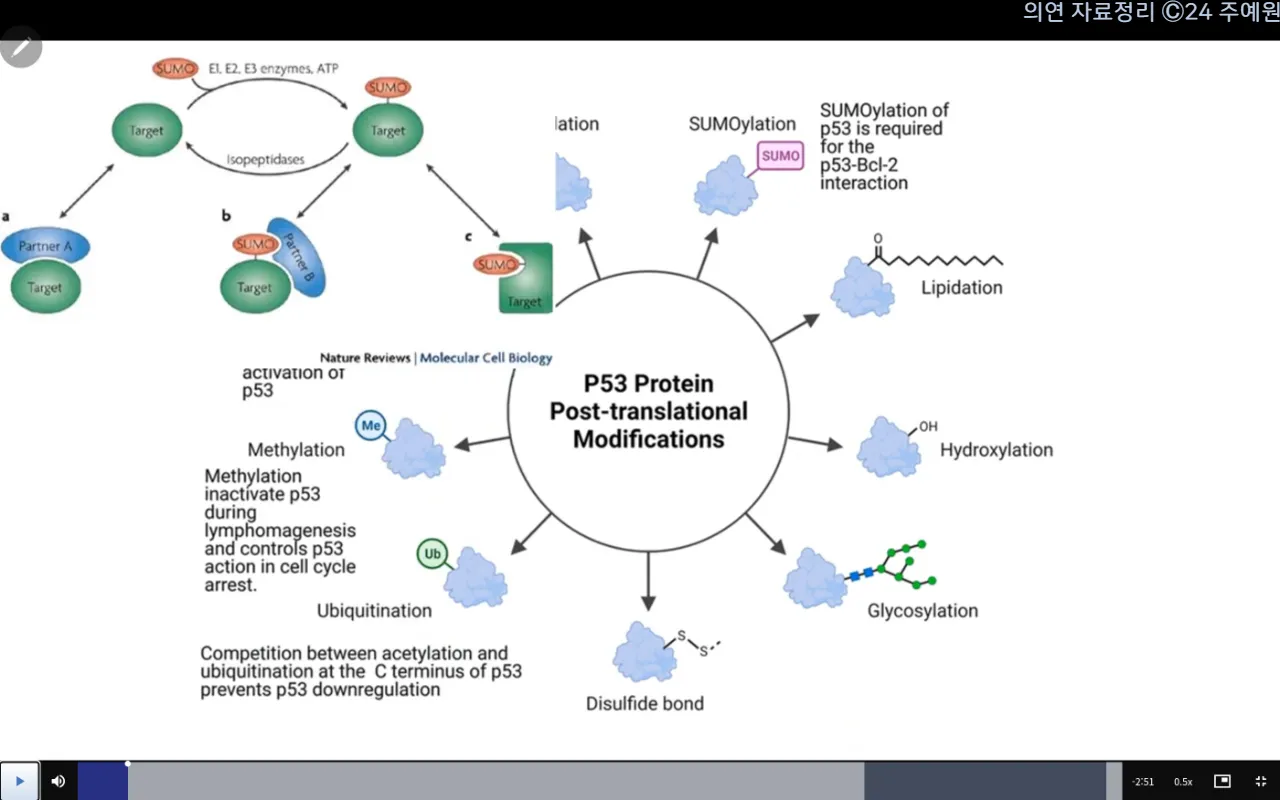 의연 자료정리 ©24 주예원
SUMO
E1, E2, E3 enzymes, ATP
SUMO
Target
Target
Isopeptidases
a
b
c
Partner A
Target
SUMO
Partner B
Target
SUMO
Target
Nature Reviews | Molecular Cell Biology
lation
SUMOylation
SUMO
SUMOylation of
p53 is required
for the
p53-Bcl-2
interaction
O
Lipidation
P53 Protein
Post-translational
Modifications
activation of
p53
Me
Methylation
Methylation
inactivate p53
during
lymphomagenesis
and controls p53
action in cell cycle
arrest.
OH
Hydroxylation
Ub
Ubiquitination
Glycosylation
Competition between acetylation and
ubiquitination at the C terminus of p53
prevents p53 downregulation
S
S
Disulfide bond
-2:51
0.5x